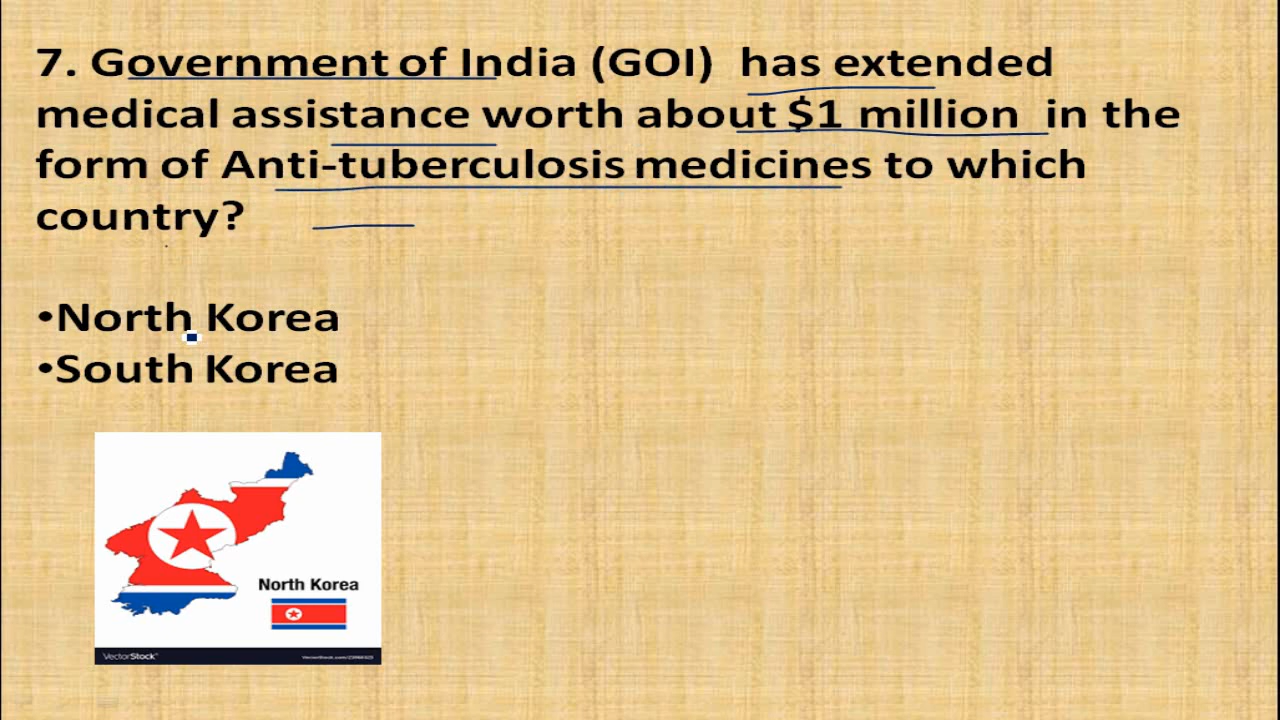 7. Government of India (GOI) has extended
medical assistance worth about $1 million in the
form of Anti-tuberculosis medicines to which
country?
•North Korea
•South Korea
North Korea
VectorStock®